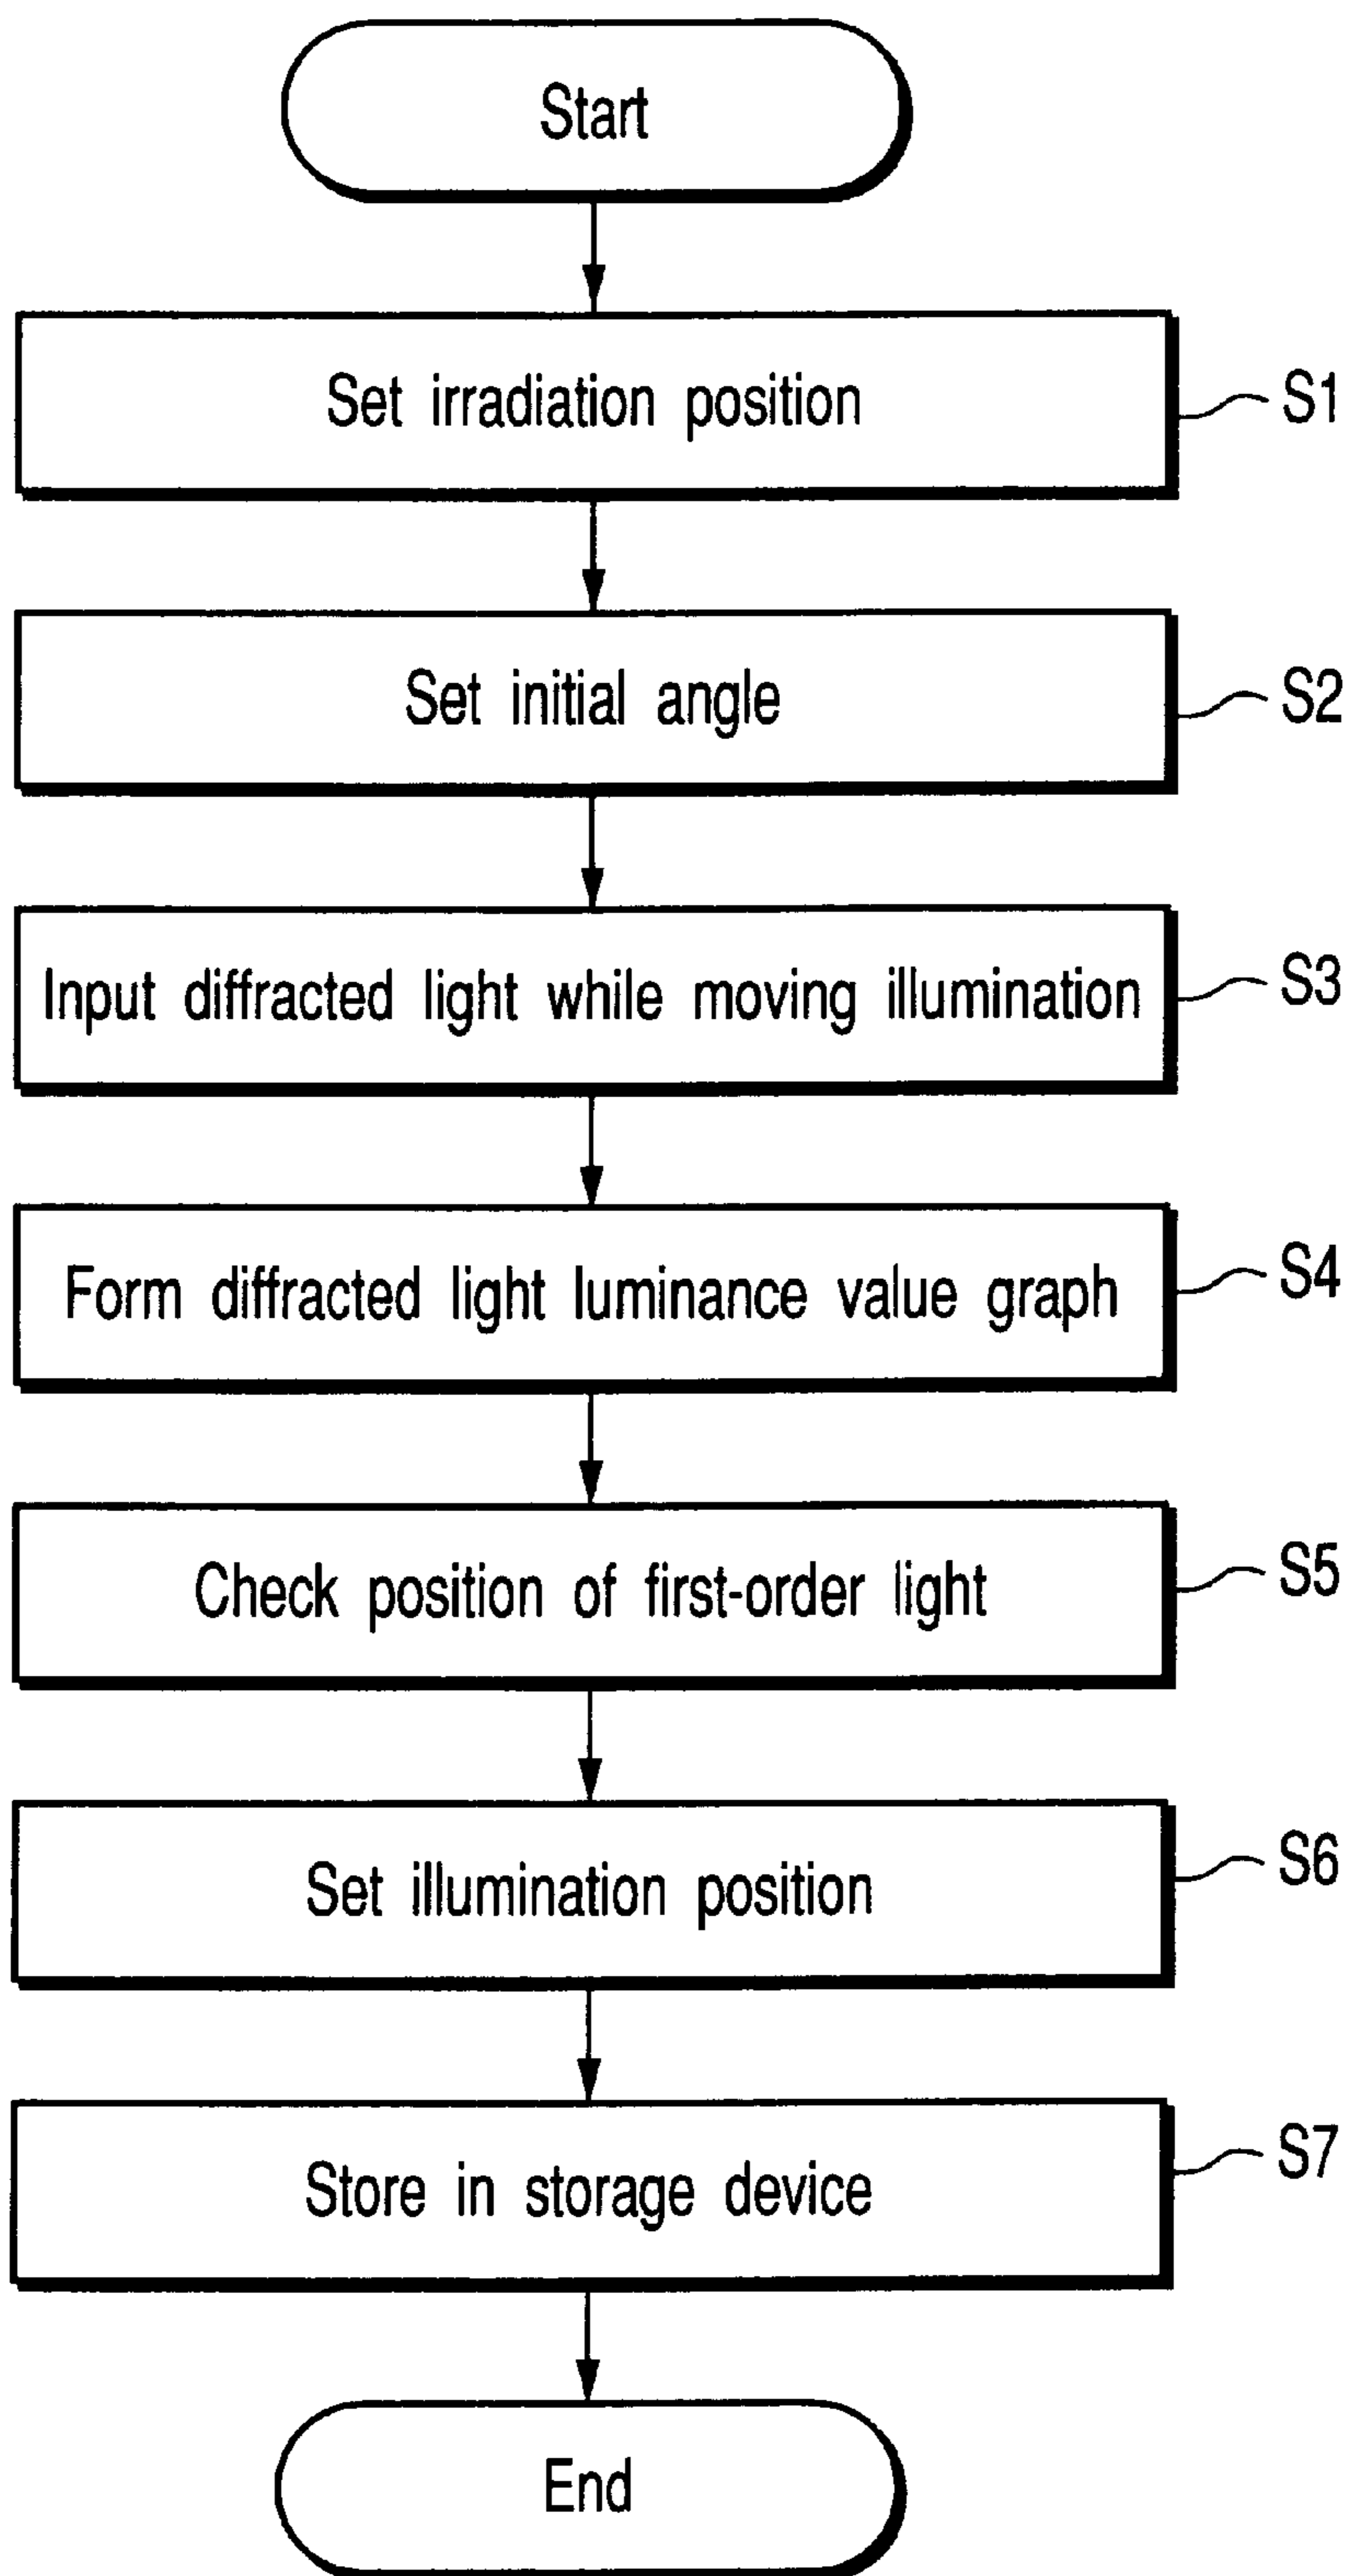 Start
Set irradiation position
S1
Set initial angle
S2
Input diffracted light while moving illumination
S3
Form diffracted light luminance value graph
S4
Check position of first-order light
S5
Set illumination position
S6
Store in storage device
S7
End